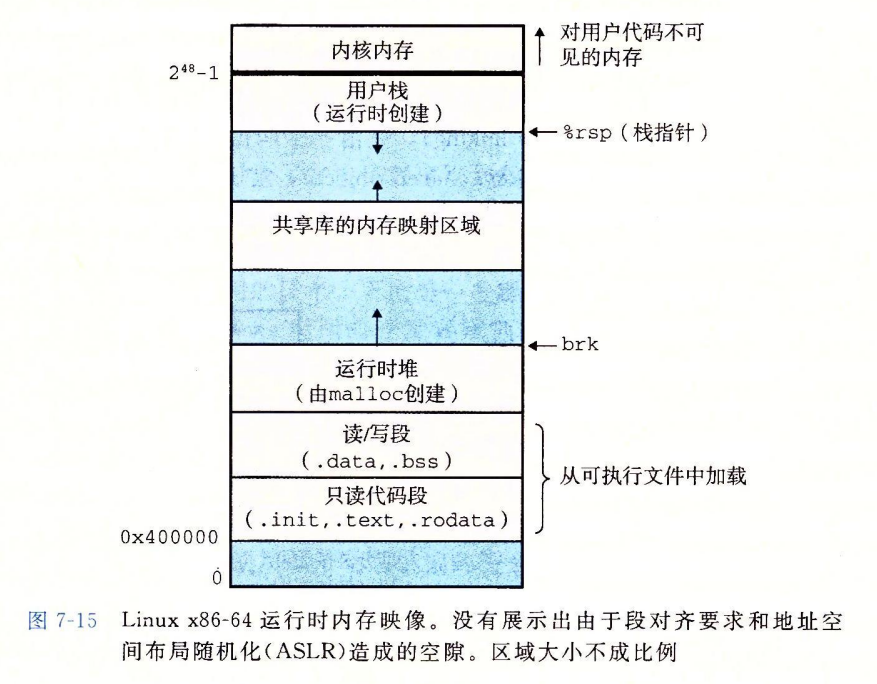 内核内存
对用户代码不可
见的内存
2⁴⁸-1
用户栈
(运行时创建)
%rsp(栈指针)
共享库的内存映射区域
brk
运行时堆
(由malloc创建)
读/写段
(.data,.bss)
只读代码段
(.init,.text,.rodata)
从可执行文件中加载
0x400000
0
图 7-15 Linux x86-64 运行时内存映像。没有展示出由于段对齐要求和地址空
间布局随机化(ASLR)造成的空隙。区域大小不成比例